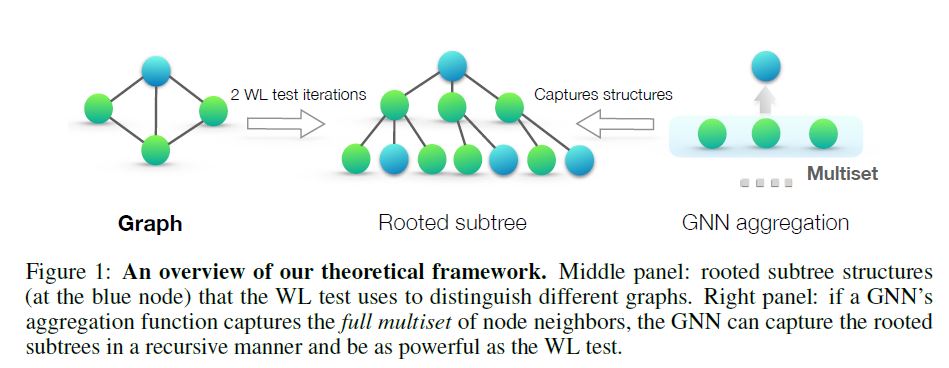 2 WL test iterations
Captures structures
Multiset
Graph
Rooted subtree
GNN aggregation
Figure 1: An overview of our theoretical framework. Middle panel: rooted subtree structures
(at the blue node) that the WL test uses to distinguish different graphs. Right panel: if a GNN's
aggregation function captures the full multiset of node neighbors, the GNN can capture the rooted
subtrees in a recursive manner and be as powerful as the WL test.